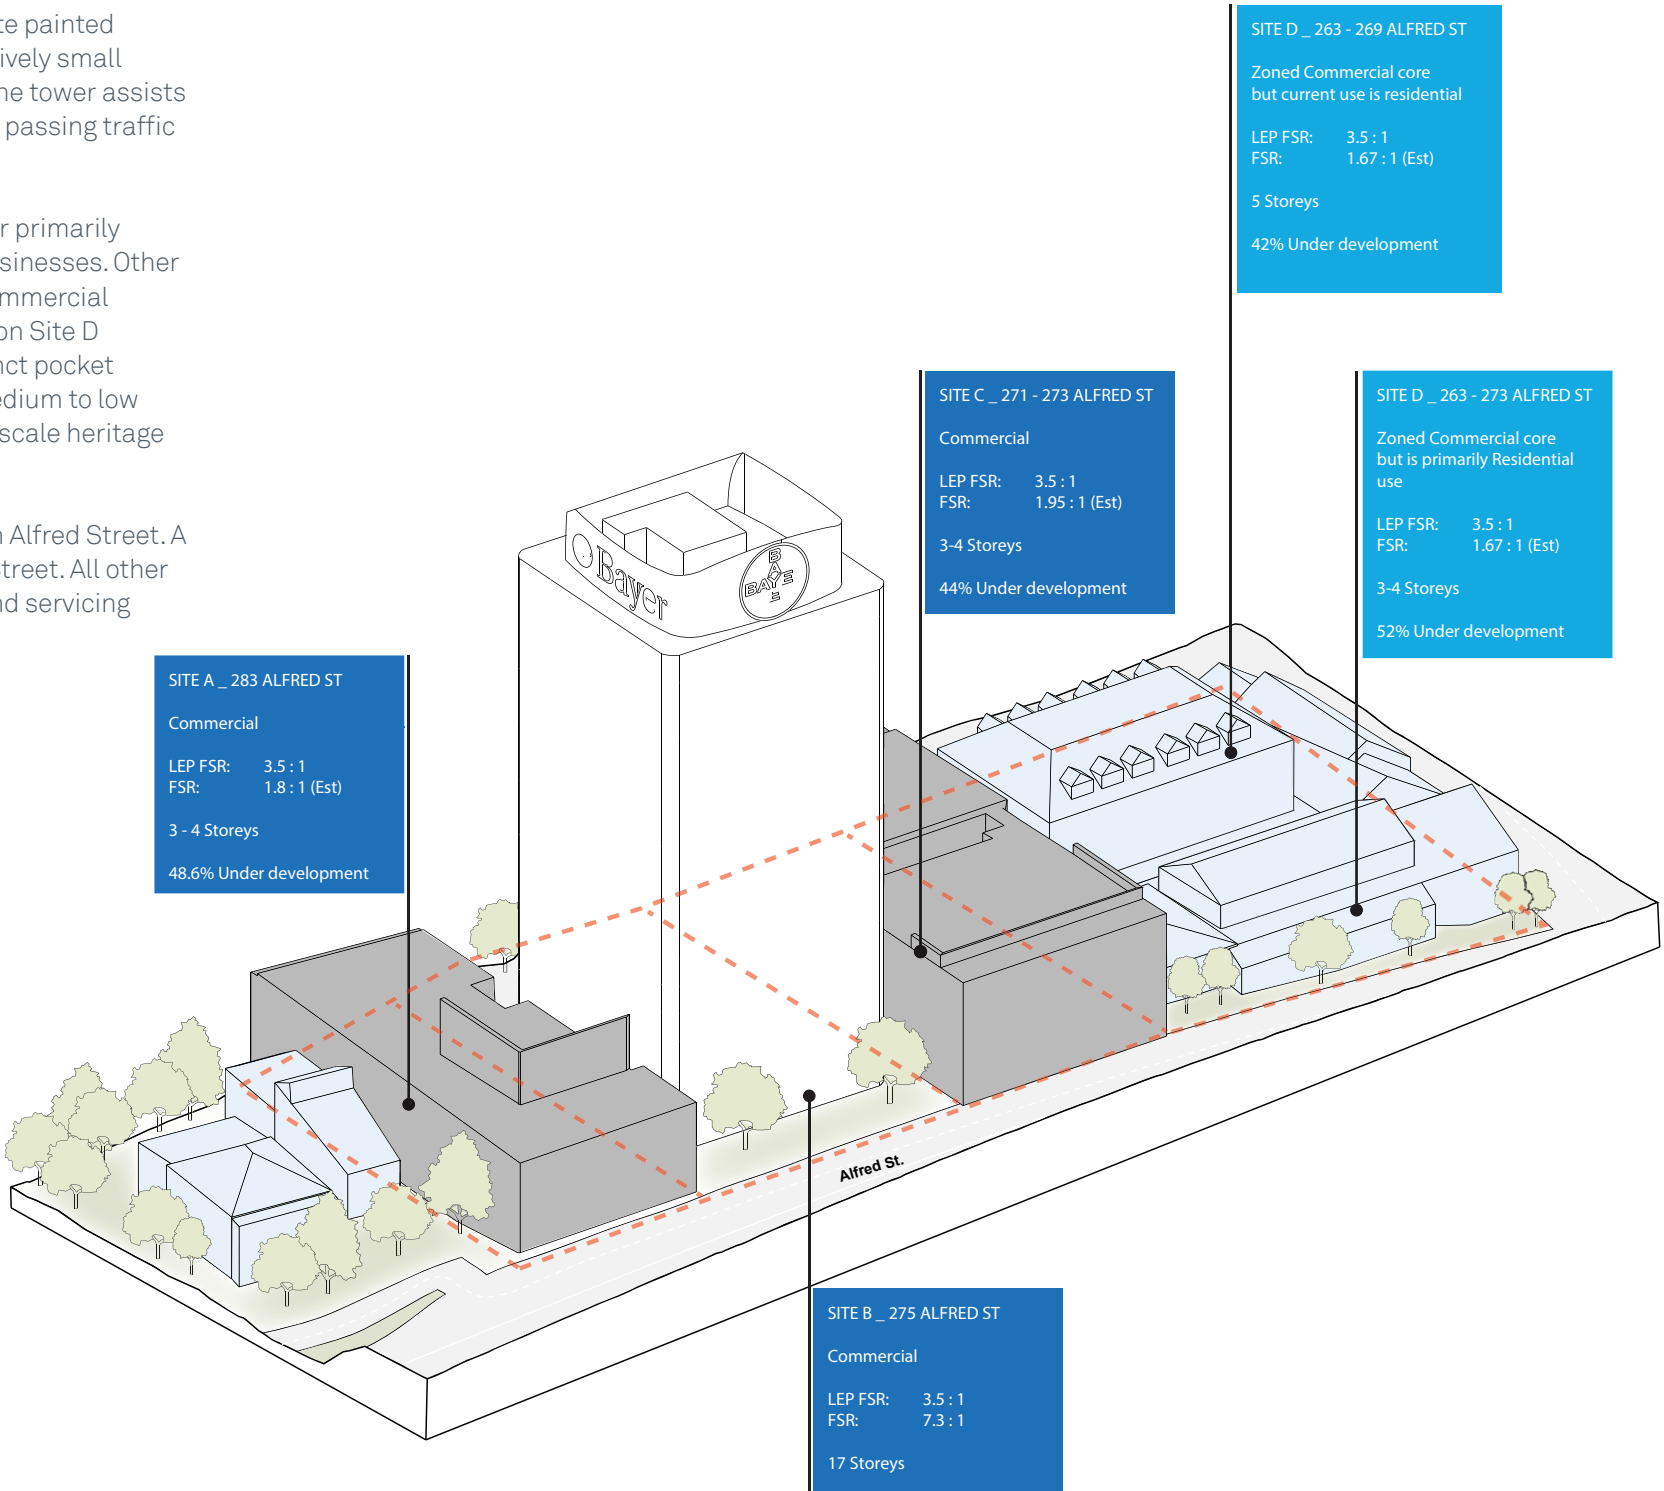 te painted
ively small
ne tower assists
passing traffic
r primarily
sinesses. Other
mmercial
on Site D
nct pocket
edium to low
scale heritage
n Alfred Street. A
Street. All other
nd servicing
SITE D _ 263 - 269 ALFRED ST
Zoned Commercial core
but current use is residential
LEP FSR: 3.5 : 1
FSR: 1.67 : 1 (Est)
5 Storeys
42% Under development
SITE C _ 271 - 273 ALFRED ST
Commercial
LEP FSR: 3.5 : 1
FSR: 1.95 : 1 (Est)
3-4 Storeys
44% Under development
SITE D _ 263 - 273 ALFRED ST
Zoned Commercial core
but is primarily Residential
use
LEP FSR: 3.5 : 1
FSR: 1.67 : 1 (Est)
3-4 Storeys
52% Under development
Bayer
BAYER
SITE A _ 283 ALFRED ST
Commercial
LEP FSR: 3.5 : 1
FSR: 1.8 : 1 (Est)
3 - 4 Storeys
48.6% Under development
Alfred St.
SITE B _ 275 ALFRED ST
Commercial
LEP FSR: 3.5 : 1
FSR: 7.3 : 1
17 Storeys